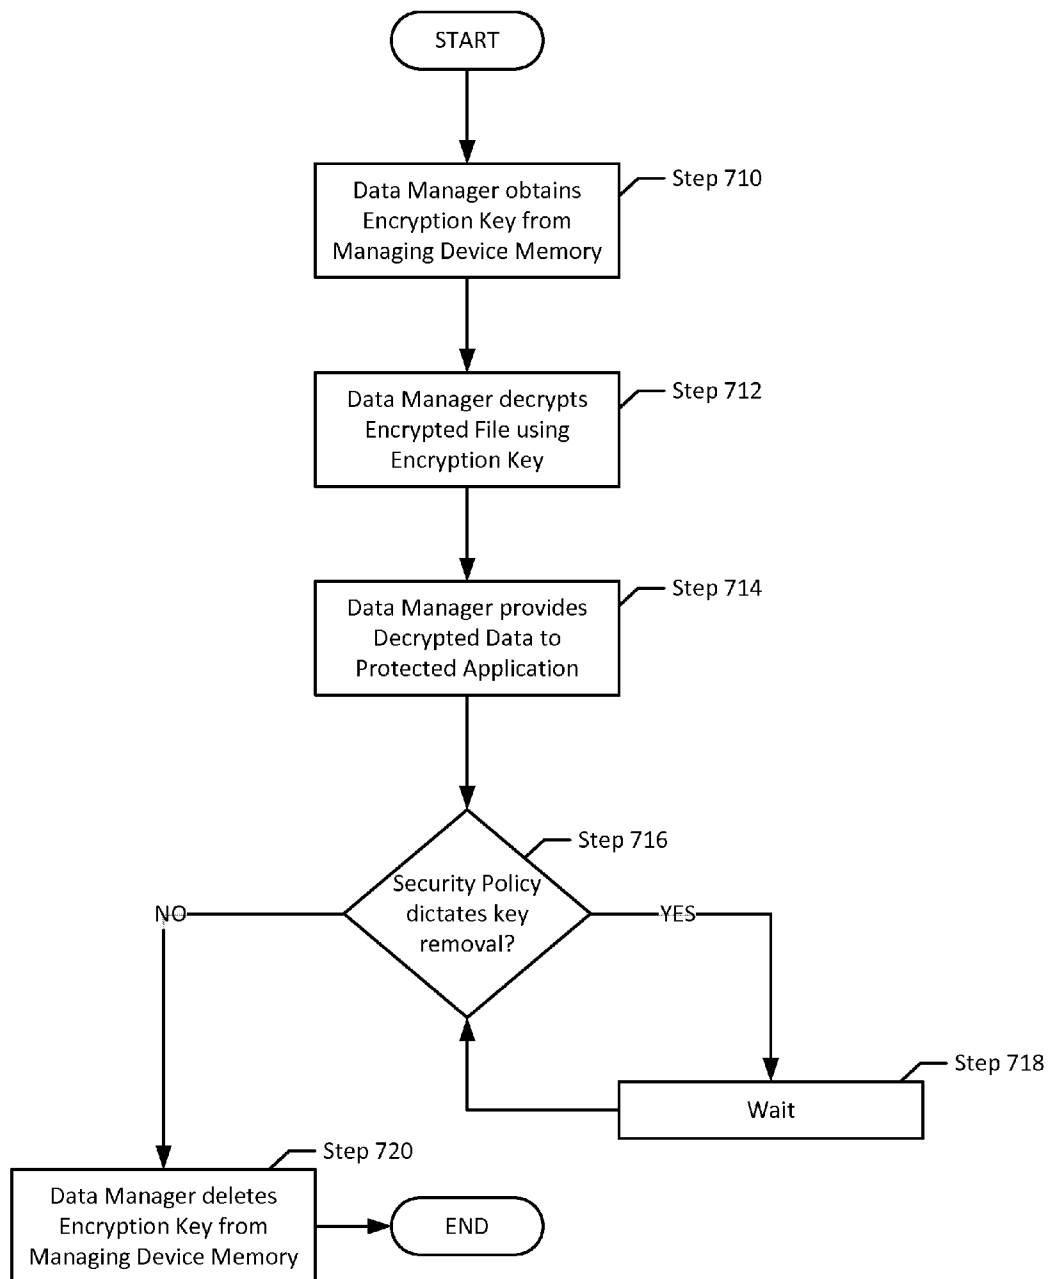 START
Step 710
Data Manager obtains
Encryption Key from
Managing Device Memory
Step 712
Data Manager decrypts
Encrypted File using
Encryption Key
Step 714
Data Manager provides
Decrypted Data to
Protected Application
Step 716
Security Policy
dictates key
removal?
NO
YES
Step 718
Wait
Step 720
Data Manager deletes
Encryption Key from
Managing Device Memory
END